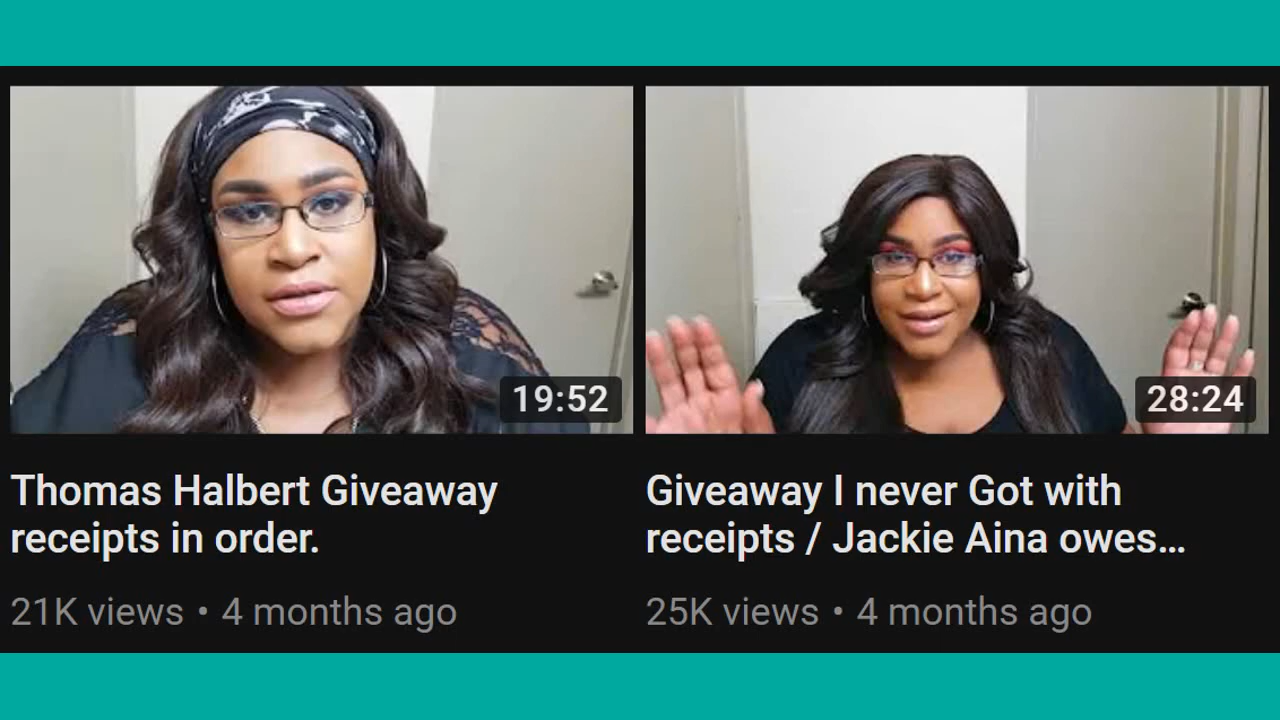 19:52
28:24
Thomas Halbert Giveaway
receipts in order.
21K views • 4 months ago
Giveaway I never Got with
receipts / Jackie Aina owes...
25K views • 4 months ago